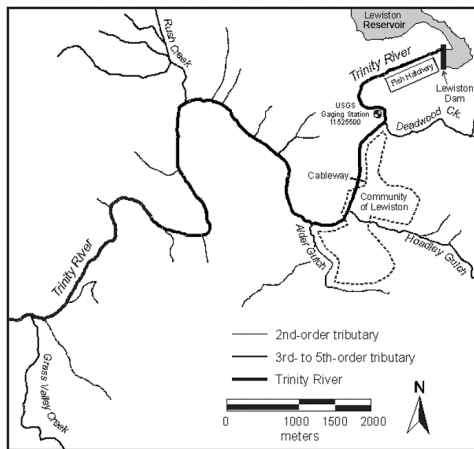 Lewiston
Reservoir
Rush Creek
Trinity River
Fish Hatchery
Lewiston
Dam
USGS
Gaging Station
11525500
Deadwood Ck.
Cableway
Community
of Lewiston
Alder Gulch
Hoadley Gulch
Trinity River
Grass Valley Creek
2nd-order tributary
3rd- to 5th-order tributary
Trinity River
N
0 1000 1500 2000
meters